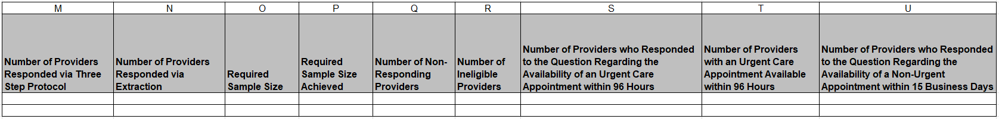 M N O P Q R S T U
Number of Providers
Responded via Three
Step Protocol
Number of Providers
Responded via
Extraction
Required
Sample Size
Required
Sample Size
Achieved
Number of Non-
Responding
Providers
Number of
Ineligible
Providers
Number of Providers who Responded
to the Question Regarding the
Availability of an Urgent Care
Appointment within 96 Hours
Number of Providers
with an Urgent Care
Appointment Available
within 96 Hours
Number of Providers who Responded
to the Question Regarding the
Availability of a Non-Urgent
Appointment within 15 Business Days